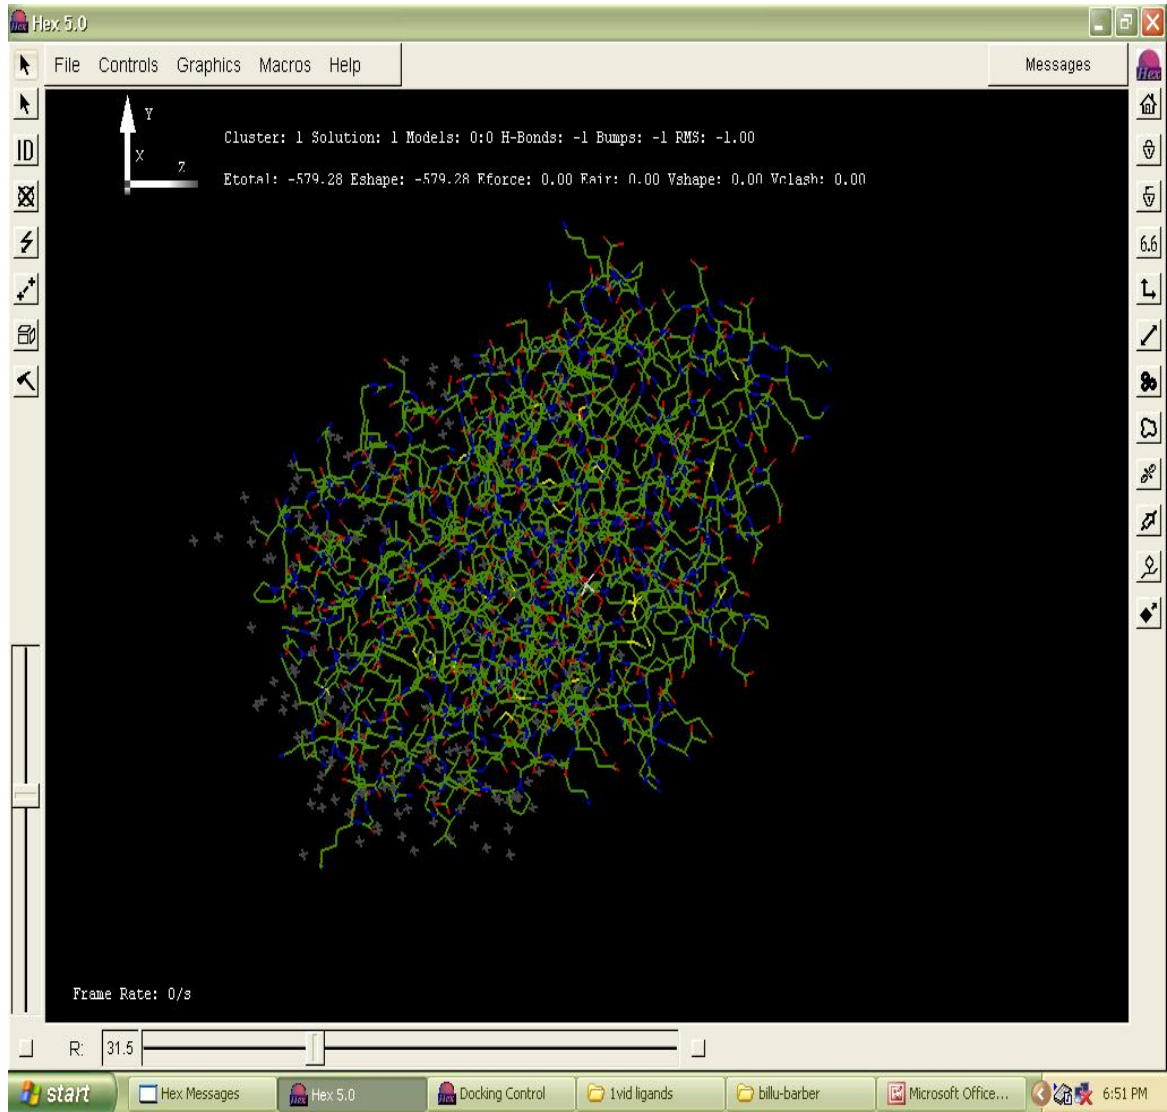 Hex 5.0
File Controls Graphics Macros Help Messages
Hex
ID
6.6
Y
X
Z
Cluster: 1 Solution: 1 Models: 0:0 H-Bonds: -1 Bumps: -1 RMS: -1.00
Etotal: -579.28 Eshape: -579.28 Eforce: 0.00 Eair: 0.00 Vshape: 0.00 Vclash: 0.00
Frame Rate: 0/s
R: 31.5
start Hex Messages Hex 5.0 Docking Control 1vid ligands billu-barber Microsoft Office... 6:51 PM